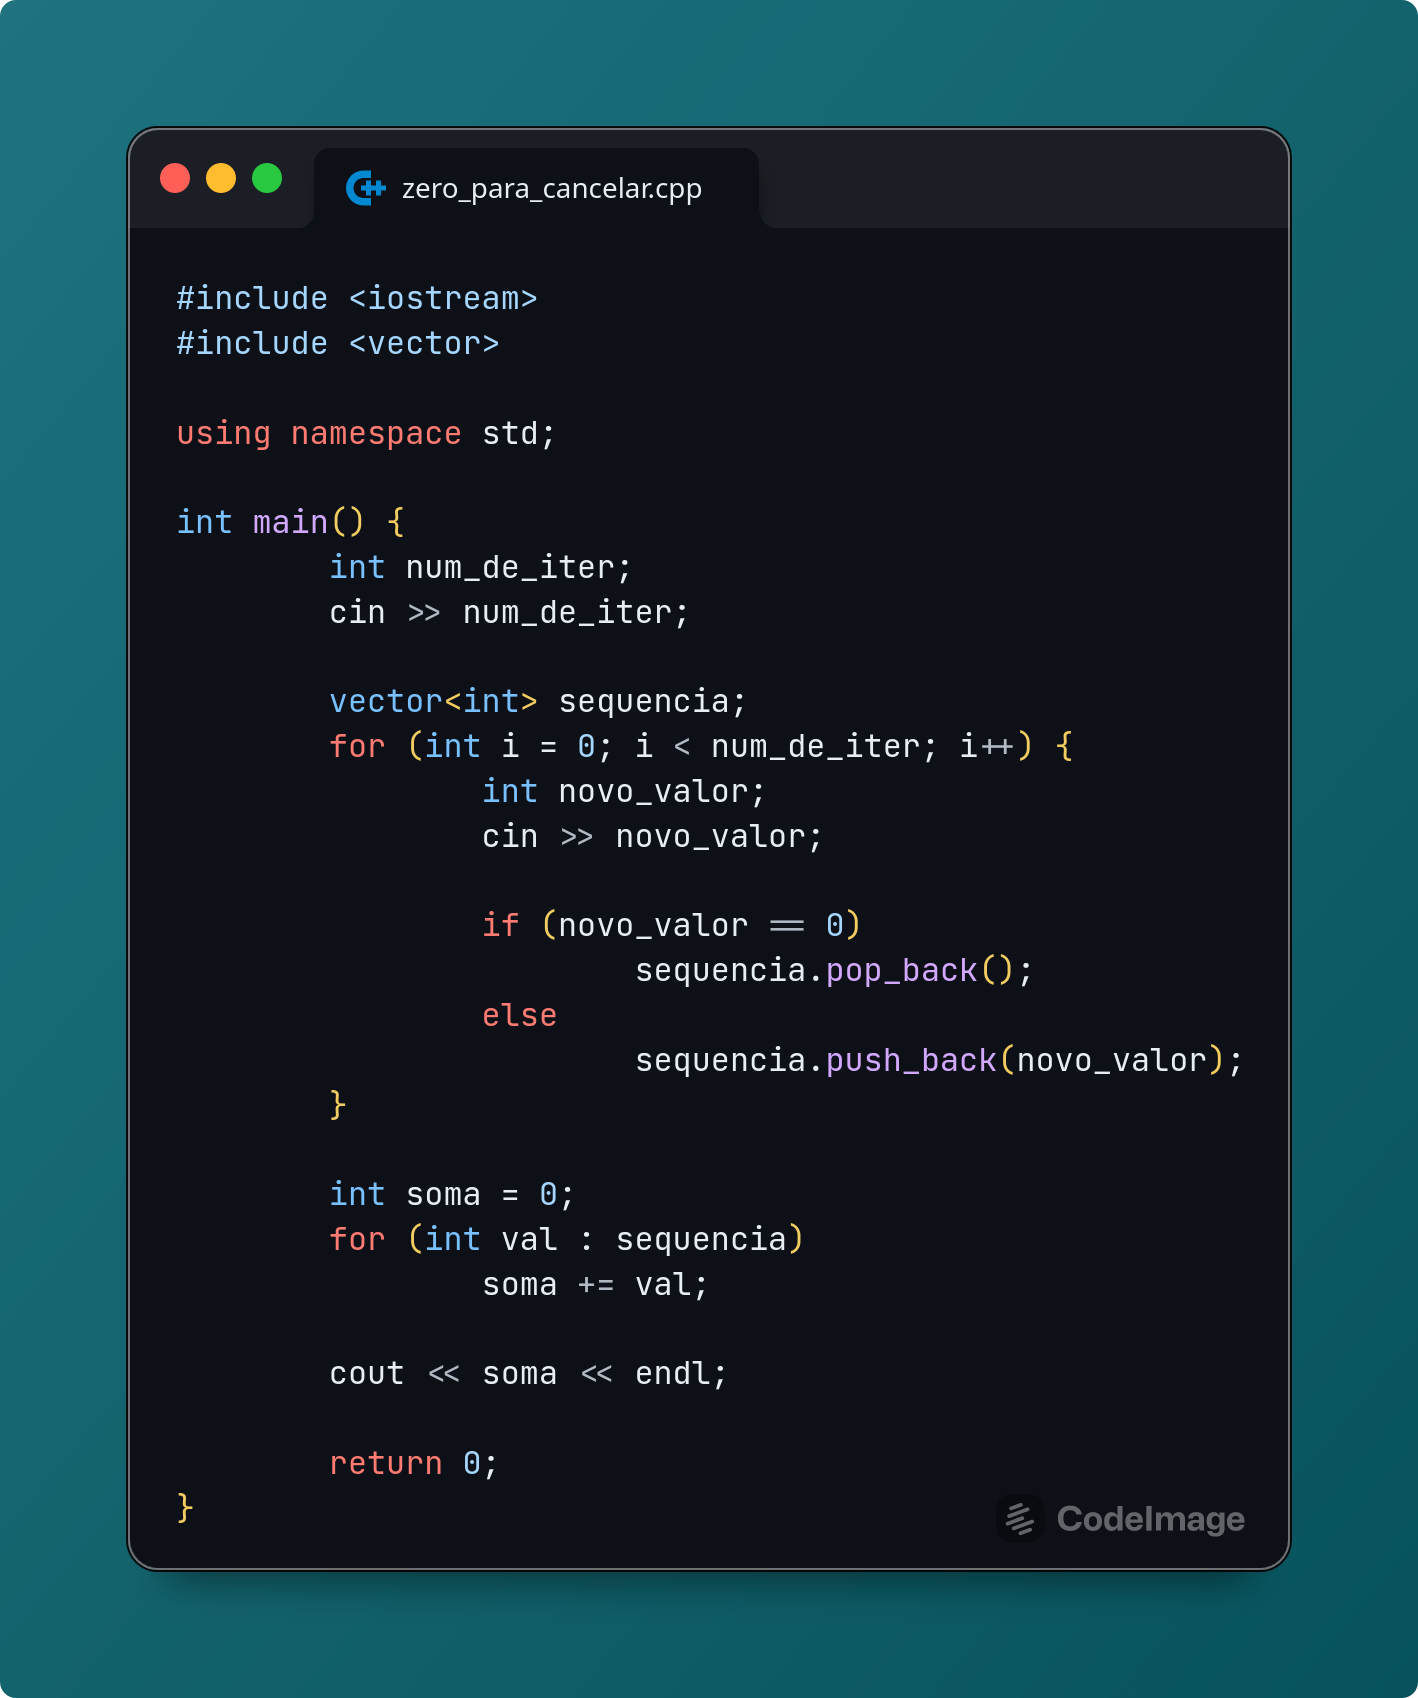 zero_para_cancelar.cpp
#include <iostream>
#include <vector>
using namespace std;
int main() {
int num_de_iter;
cin >> num_de_iter;
vector<int> sequencia;
for (int i = 0; i < num_de_iter; i++) {
int novo_valor;
cin >> novo_valor;
if (novo_valor == 0)
sequencia.pop_back();
else
sequencia.push_back(novo_valor);
}
int soma = 0;
for (int val : sequencia)
soma += val;
cout << soma << endl;
return 0;
}
CodeImage